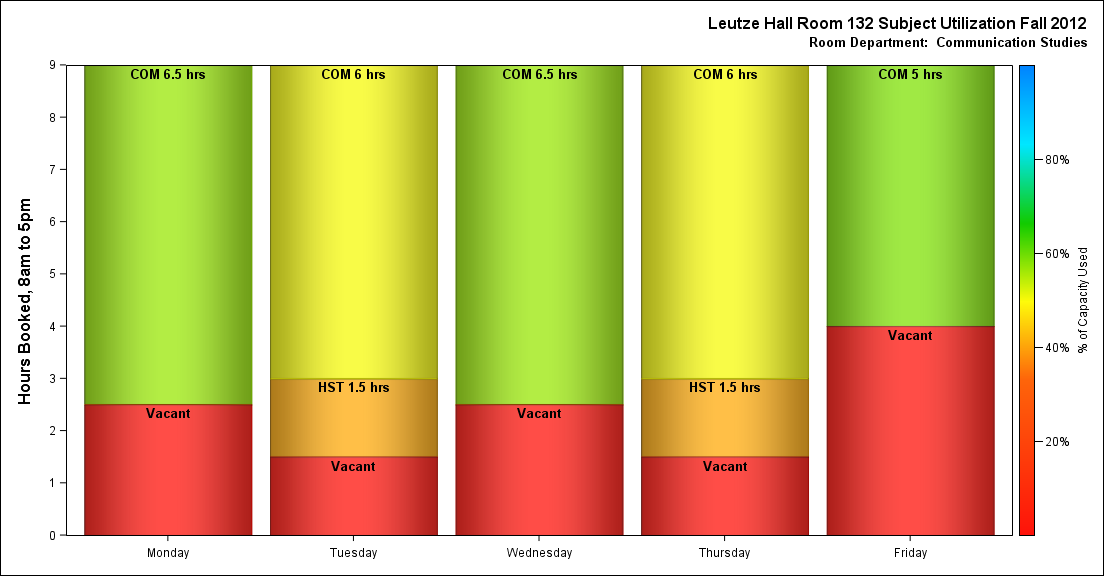 Leutze Hall Room 132 Subject Utilization Fall 2012
Room Department:  Communication Studies
Hours Booked, 8am to 5pm
9
8
7
6
5
4
3
2
1
0
COM 6.5 hrs
Vacant
COM 6 hrs
HST 1.5 hrs
Vacant
COM 6.5 hrs
Vacant
COM 6 hrs
HST 1.5 hrs
Vacant
COM 5 hrs
Vacant
Monday
Tuesday
Wednesday
Thursday
Friday
80%
60%
40%
20%
% of Capacity Used